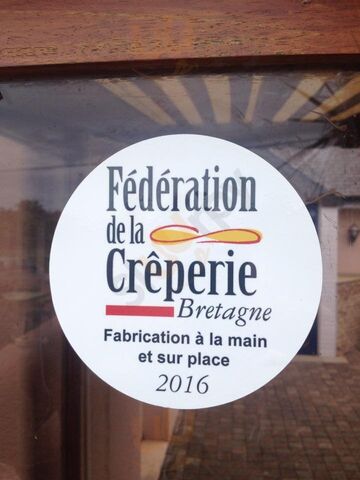 Fédération
de la
Crêperie
Bretagne
Fabrication à la main
et sur place
2016